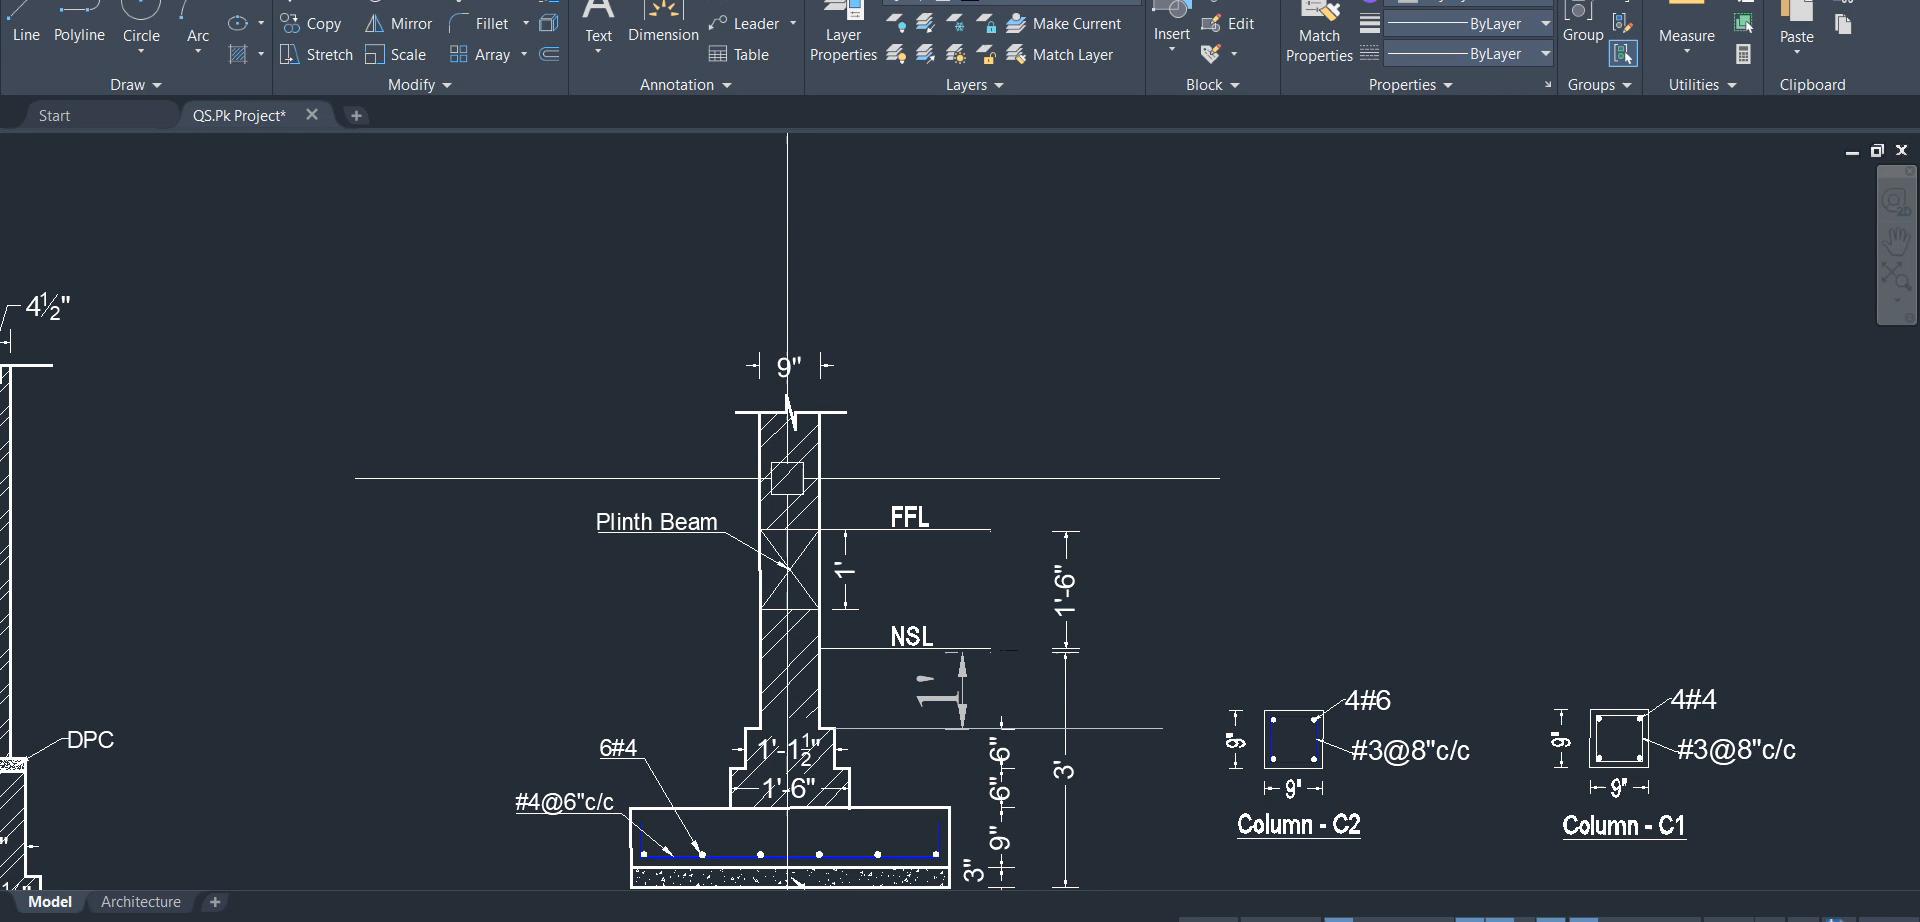 Line
Polyline
Circle
Arc
Copy
Mirror
Fillet
Stretch
Scale
Array
Text
Dimension
Leader
Table
Layer
Properties
Make Current
Match Layer
Insert
Edit
Match
Properties
ByLayer
ByLayer
Group
Measure
Paste
Draw
Modify
Annotation
Layers
Block
Properties
Groups
Utilities
Clipboard
Start
QS.Pk Project*
2D
4½"
9"
Plinth Beam
FFL
1'
1'-6"
NSL
1'
DPC
6#4
1'-1½"
1'-6"
#4@6"c/c
6"
6"
9"
3"
3'
4#6
9"
#3@8"c/c
9"
Column - C2
4#4
9"
#3@8"c/c
9"
Column - C1
Model
Architecture